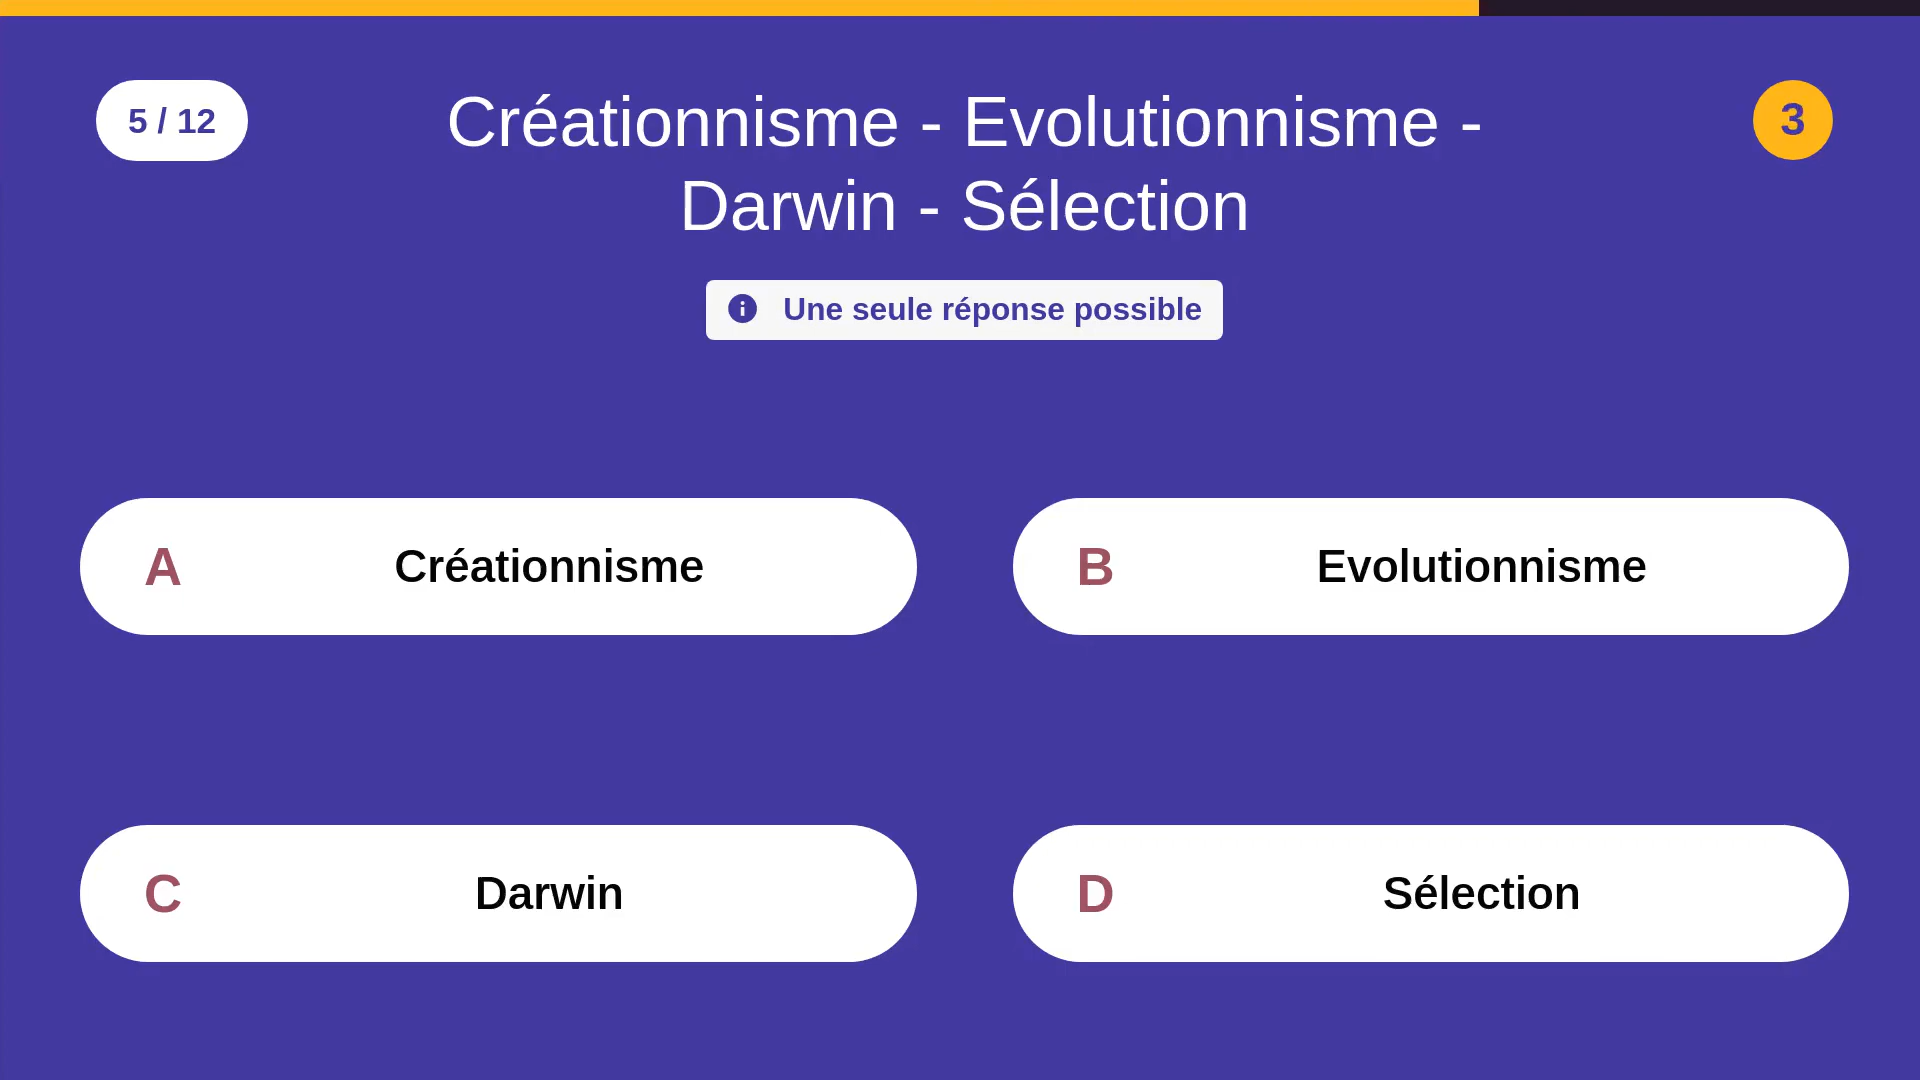 5 / 12
Créationnisme - Evolutionnisme -
Darwin - Sélection
3
Une seule réponse possible
A Créationnisme
B Evolutionnisme
C Darwin
D Sélection